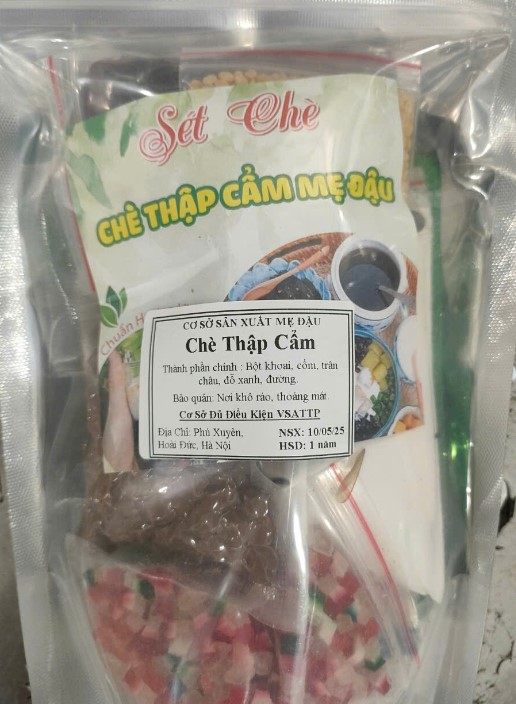 Sét Chè
CHÈ THẬP CẨM MẸ ĐẬU
Chuẩn
CƠ SỞ SẢN XUẤT MẸ ĐẬU
Chè Thập Cẩm
Thành phần chính : Bột khoai, cốm, trân
châu, đỗ xanh, đường.
Bảo quản: Nơi khô ráo, thoáng mát
Cơ Sở Đủ Điều Kiện VSATTP
Địa Chỉ: Phú Xuyên, NSX: 10/05/25
Hoài Đức, Hà Nội HSD: 1 năm